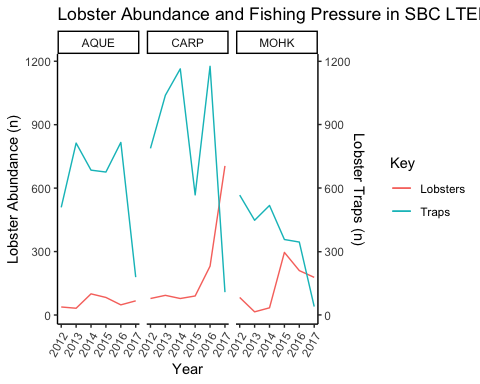 Lobster Abundance and Fishing Pressure in SBC LTE
AQUE CARP MOHK
1200 1200
900 900
600 600
300 300
0 0
Lobster Abundance (n)
Lobster Traps (n)
Key
Lobsters
Traps
2012 2013 2014 2015 2016 2017 2012 2013 2014 2015 2016 2017 2012 2013 2014 2015 2016 2017
Year